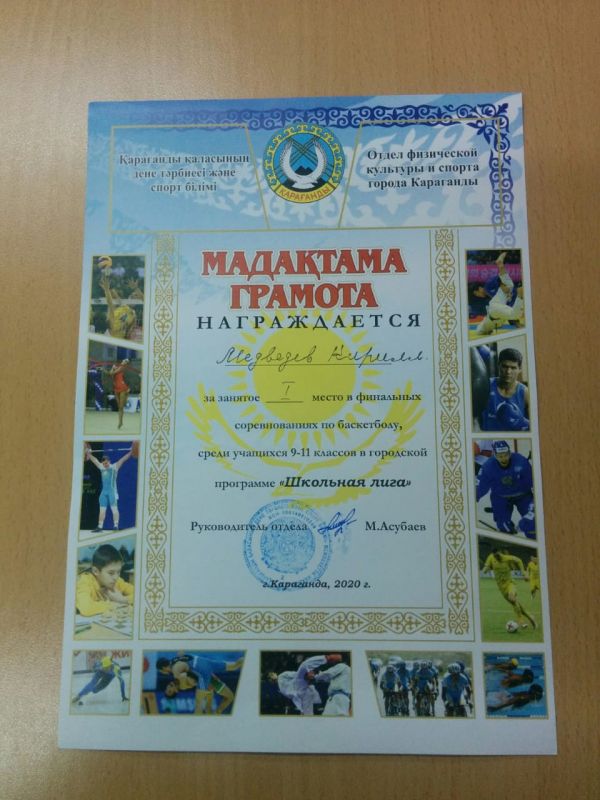 Қарағанды қаласының
дене тәрбиесі және
спорт бөлімі
ҚАРАҒАНДЫ
Отдел физической
культуры и спорта
города Караганды
МАДАҚТАМА
ГРАМОТА
НАГРАЖДАЕТСЯ
Медведев Кирилл.
за занятое I место в финальных
соревнованиях по баскетболу,
среди учащихся 9-11 классов в городской
программе «Школьная лига»
Руководитель отдела М.Асубаев
г.Караганда, 2020 г.